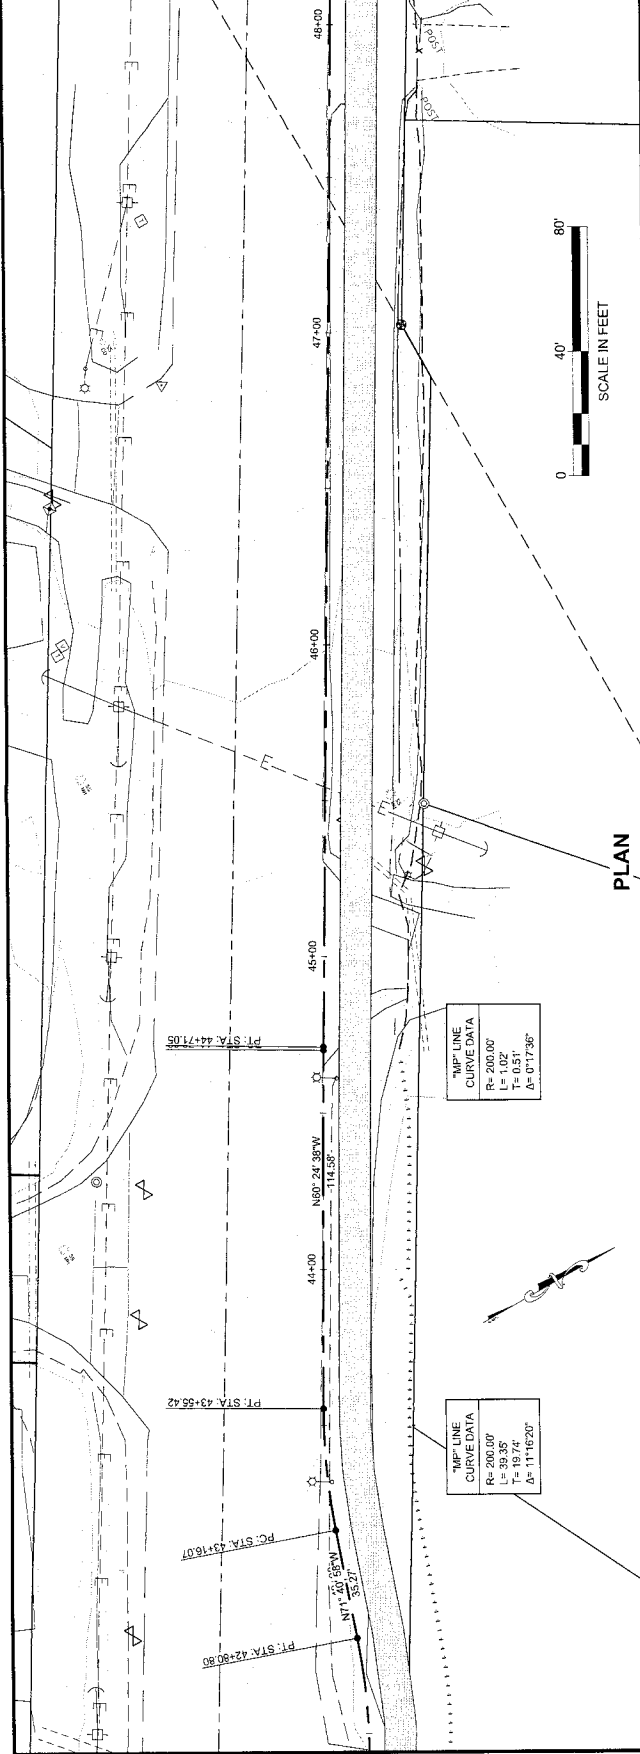 48+00
47+00
46+00
45+00
44+00
POST
POST
80'
40'
0
SCALE IN FEET
PLAN
PT: STA: 44+71.05
N60° 24' 38"W
114.58'
PT: STA: 43+55.42
PC: STA: 43+16.07
N71° 40' 58"W
35.27'
PT: STA: 42+80.80
"MP" LINE
CURVE DATA
R= 200.00'
L= 1.02'
T= 0.51'
Δ= 0°17'36"
"MP" LINE
CURVE DATA
R= 200.00'
L= 39.35'
T= 19.74'
Δ= 11°16'20"
E
E
E
E
E
E
E
E
E
E
E
E
E